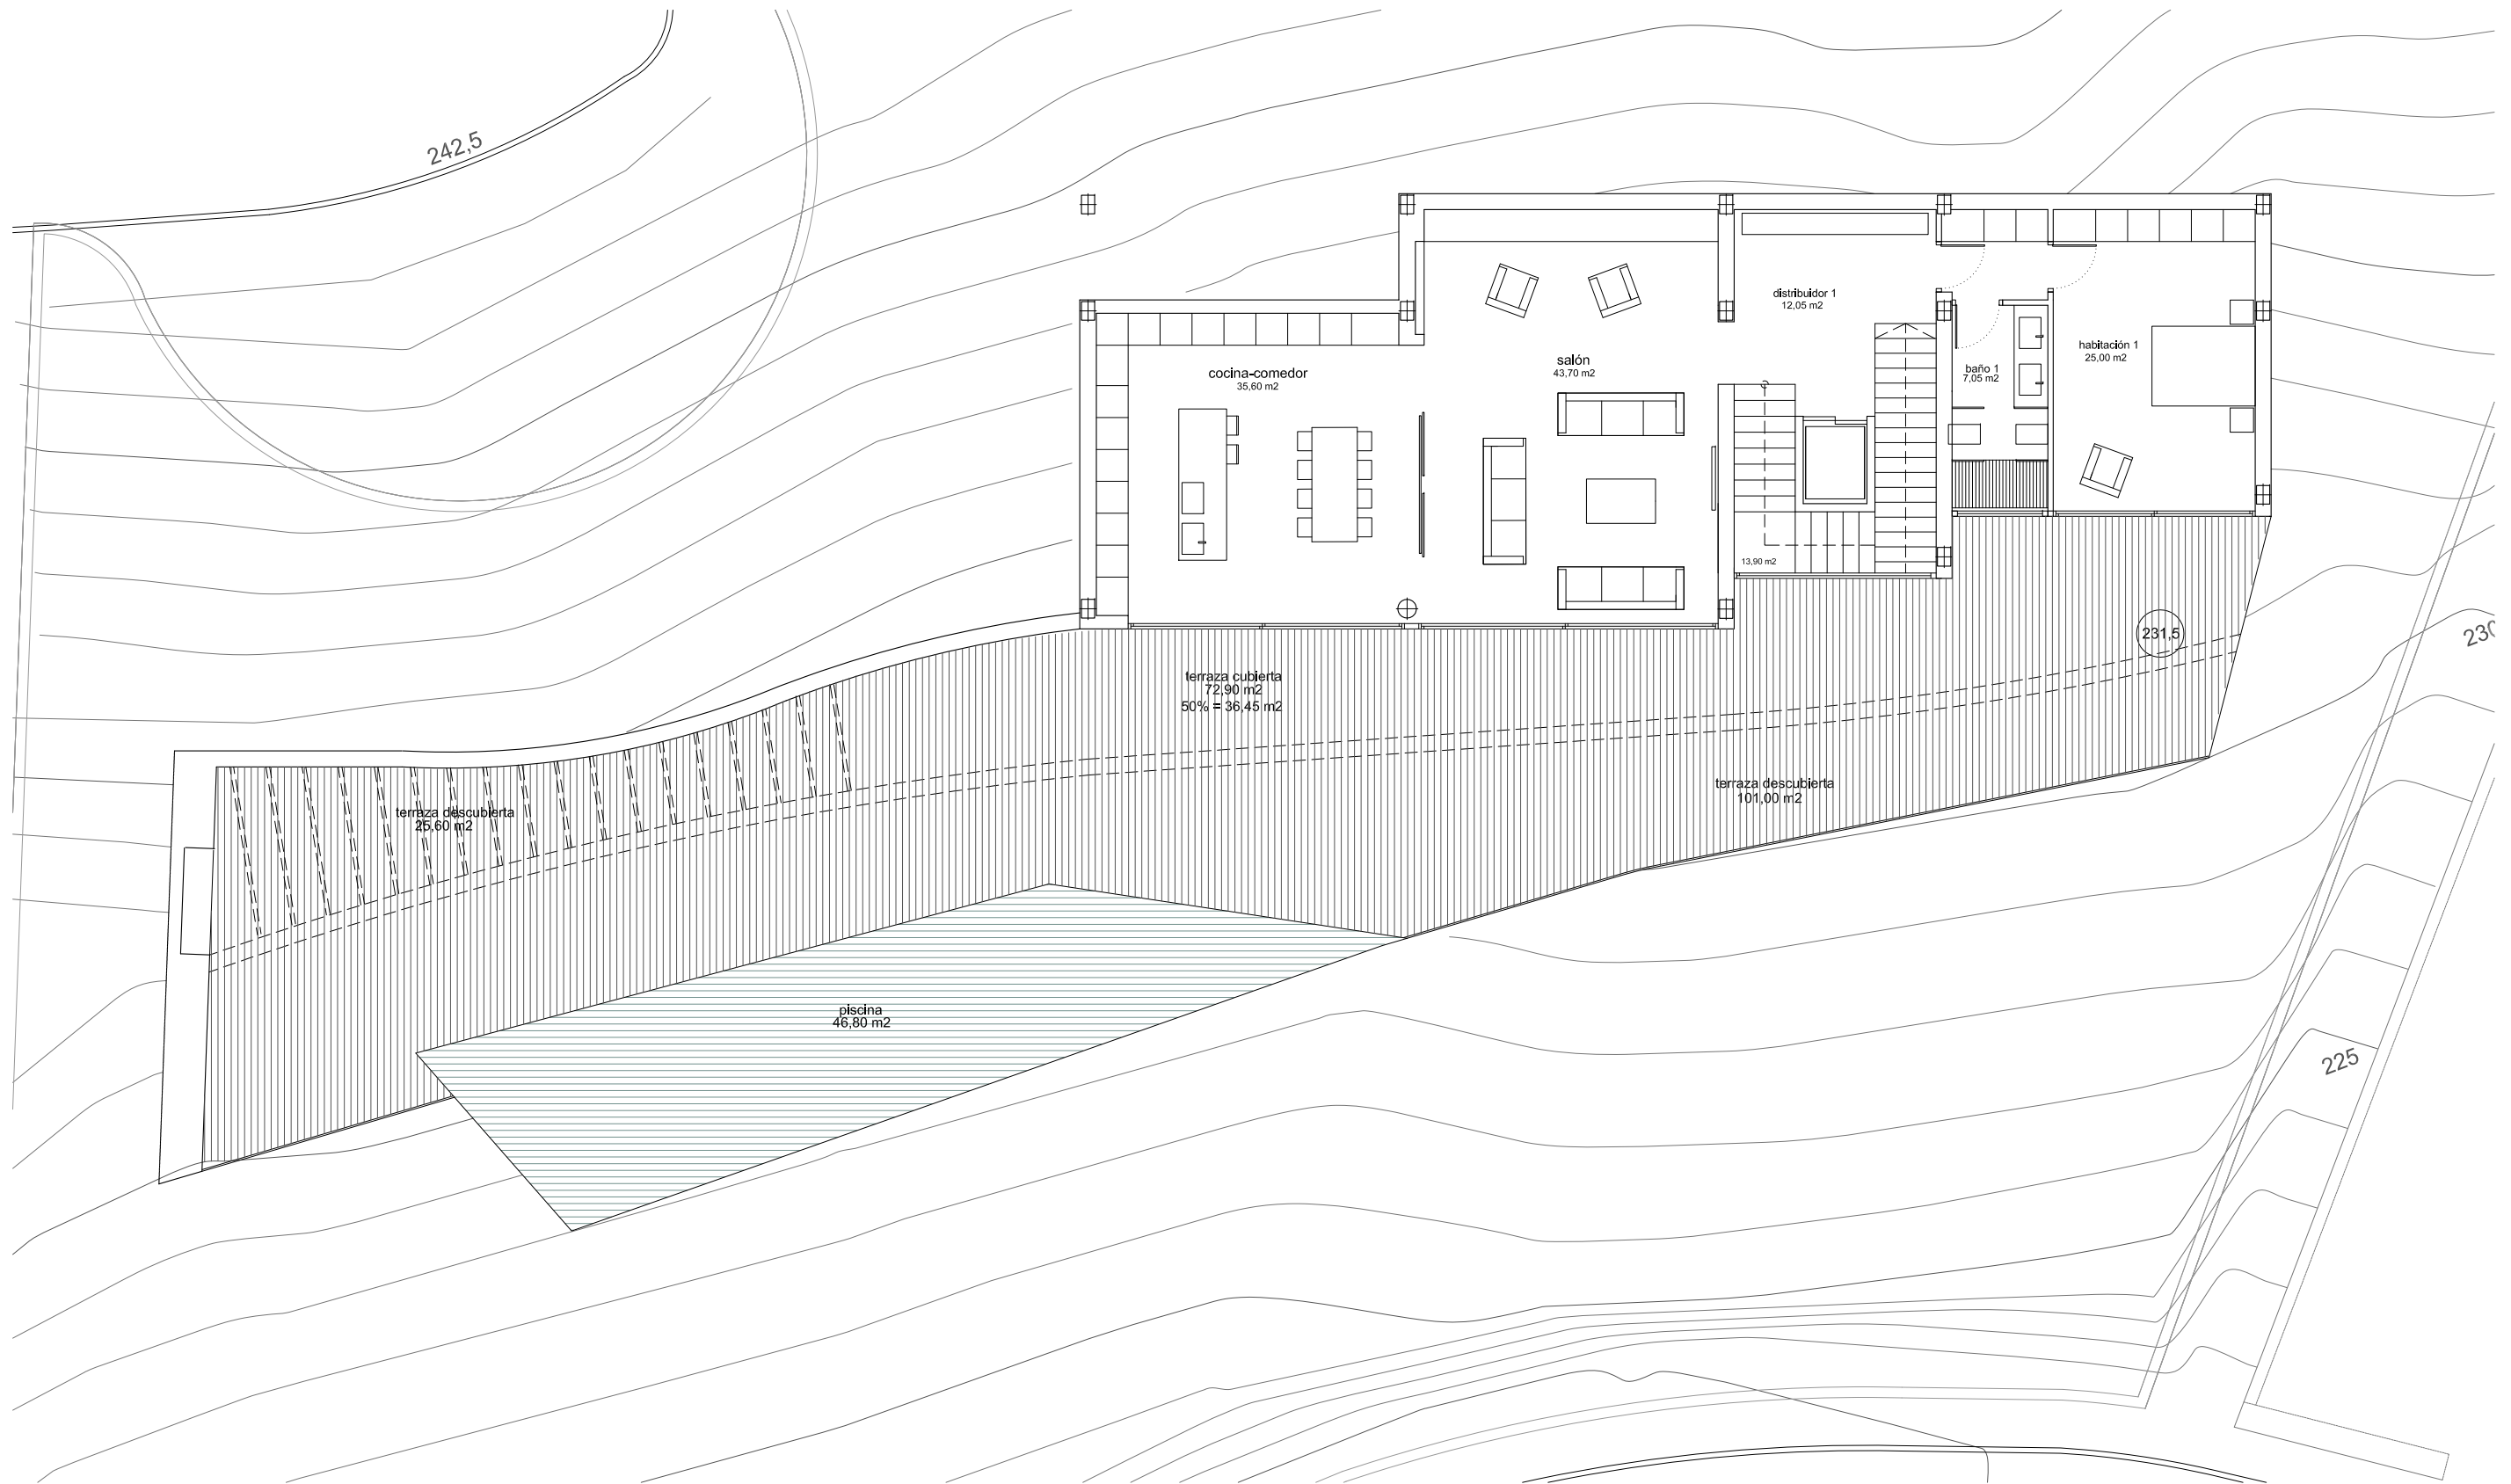 242,5
distribuidor 1
12,05 m2
salón
43,70 m2
cocina-comedor
35,60 m2
habitación 1
25,00 m2
baño 1
7,05 m2
13,90 m2
231,5
230
terraza cubierta
72,90 m2
50% = 36,45 m2
terraza descubierta
101,00 m2
terraza descubierta
25,60 m2
piscina
46,80 m2
225